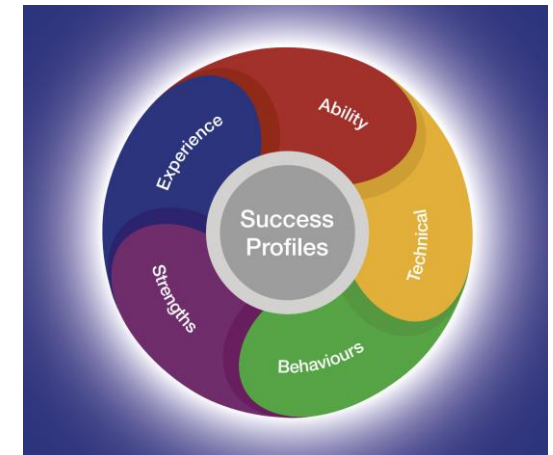 Success
Profiles
Ability
Technical
Behaviours
Strengths
Experience